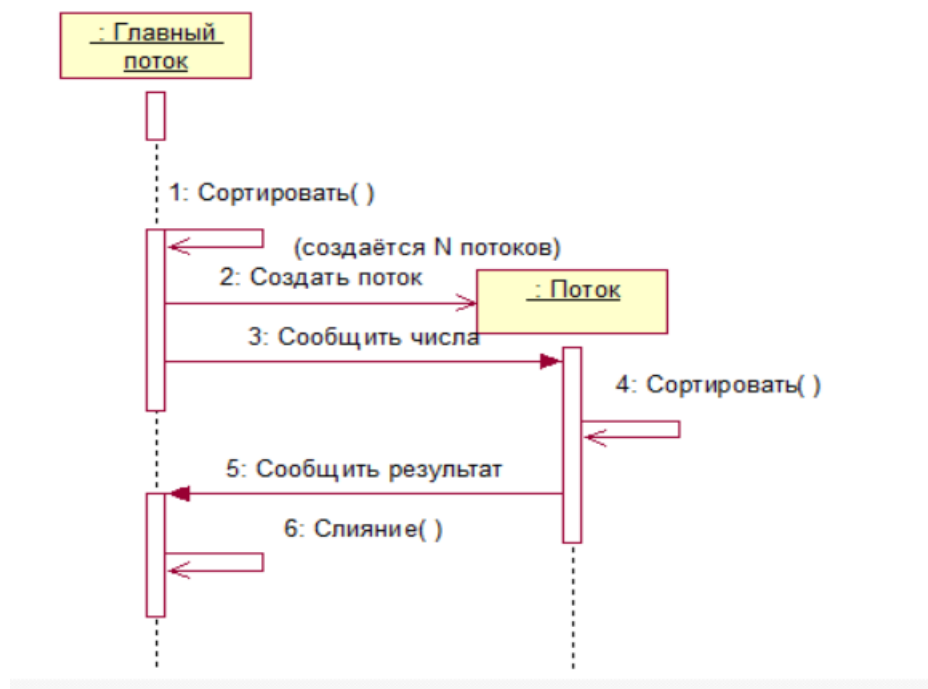 : Главный
поток
1: Сортировать( )
(создаётся N потоков)
2: Создать поток
: Поток
3: Сообщить числа
4: Сортировать( )
5: Сообщить результат
6: Слияние( )